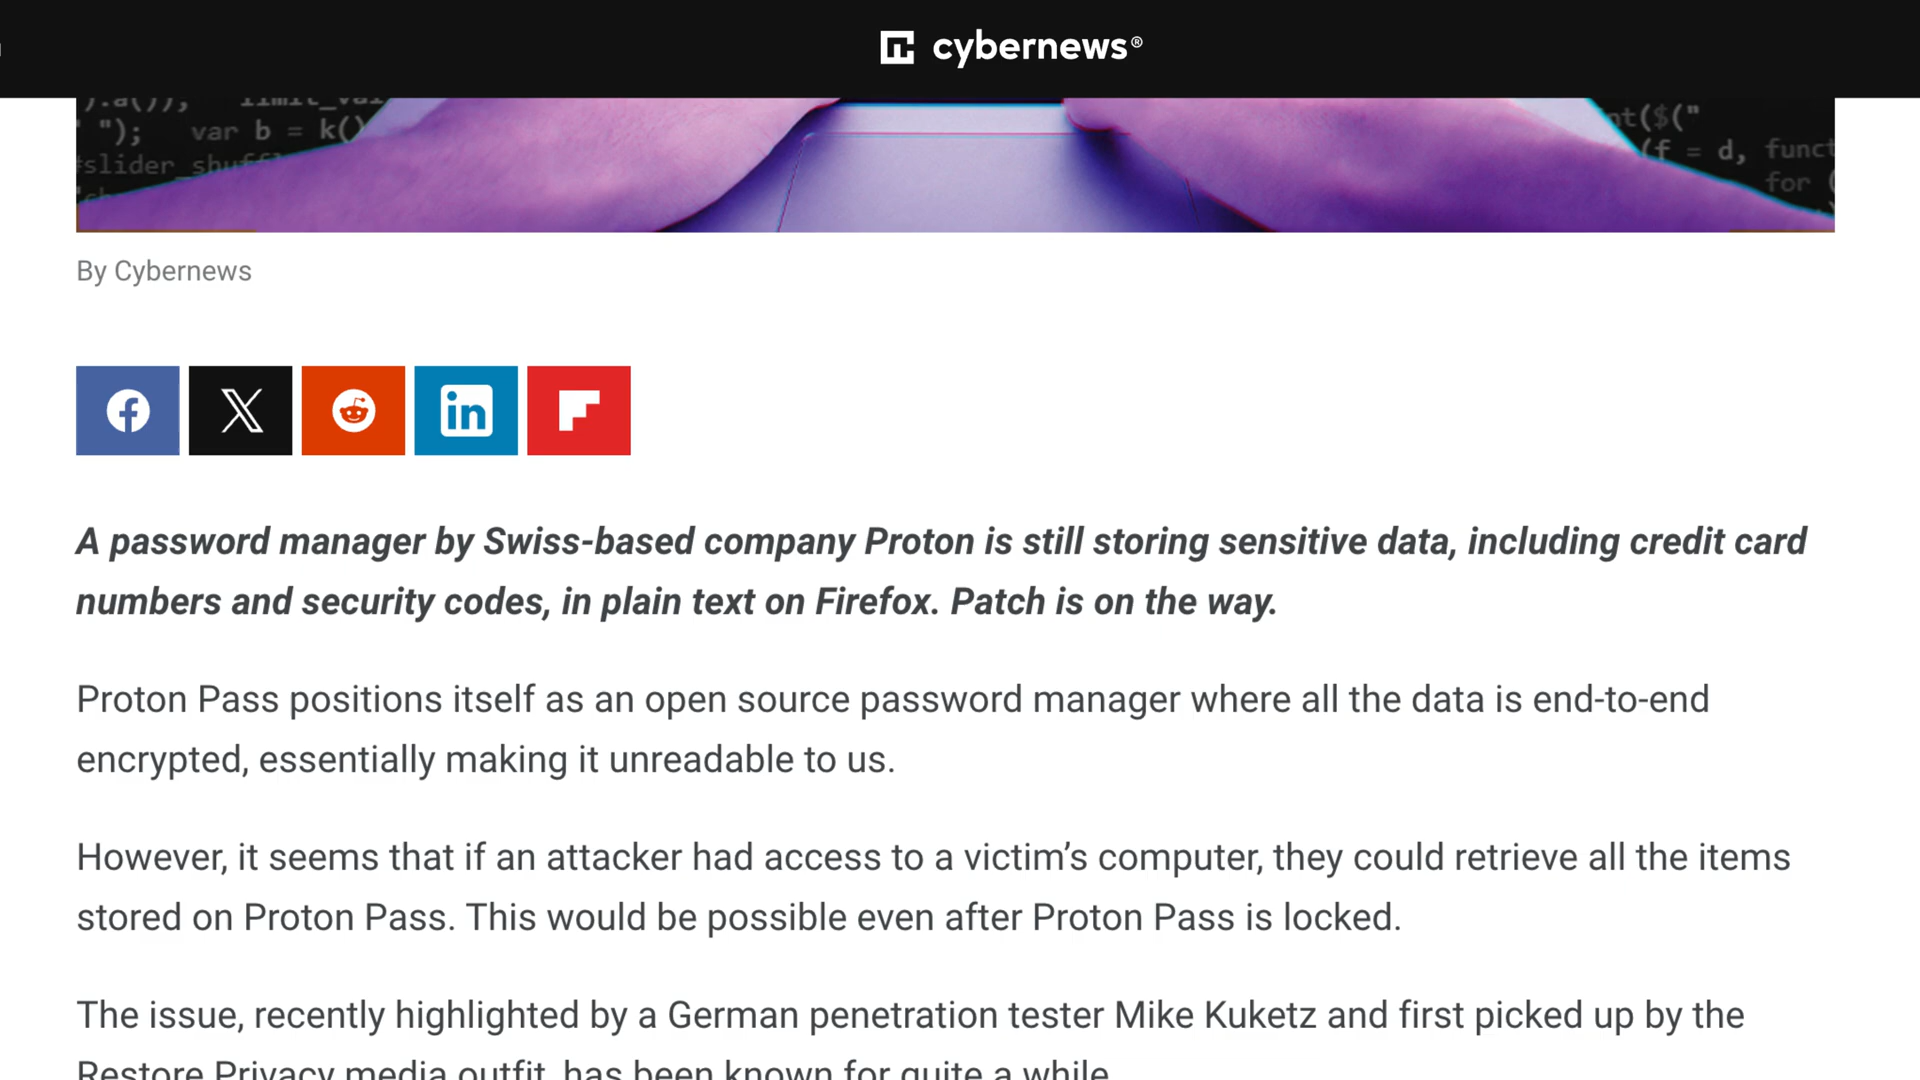 cybernews®
).a()); limit_val
"); var b = k()
#slider_shuffl
nt($("
(f = d, funct
for (
By Cybernews
A password manager by Swiss-based company Proton is still storing sensitive data, including credit card
numbers and security codes, in plain text on Firefox. Patch is on the way.
Proton Pass positions itself as an open source password manager where all the data is end-to-end
encrypted, essentially making it unreadable to us.
However, it seems that if an attacker had access to a victim’s computer, they could retrieve all the items
stored on Proton Pass. This would be possible even after Proton Pass is locked.
The issue, recently highlighted by a German penetration tester Mike Kuketz and first picked up by the
Restore Privacy media outfit, has been known for quite a while.